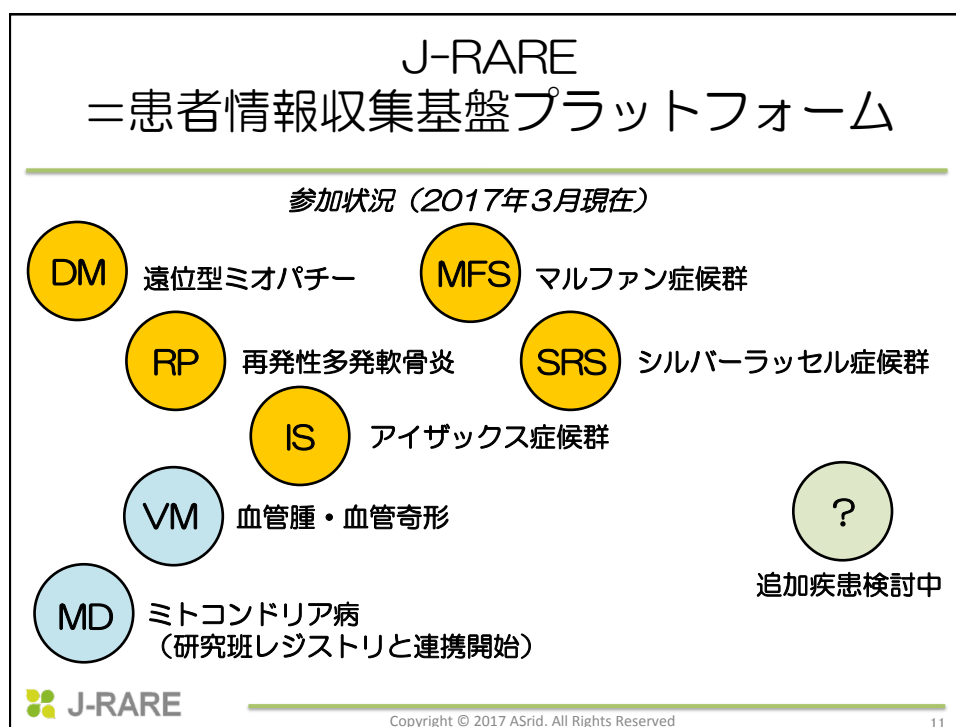 J-RARE
=患者情報収集基盤プラットフォーム
参加状況（2017年3月現在）
DM 遠位型ミオパチー
MFS マルファン症候群
RP 再発性多発軟骨炎
SRS シルバーラッセル症候群
IS アイザックス症候群
VM 血管腫・血管奇形
?
追加疾患検討中
MD ミトコンドリア病
（研究班レジストリと連携開始）
J-RARE
Copyright © 2017 ASrid. All Rights Reserved
11